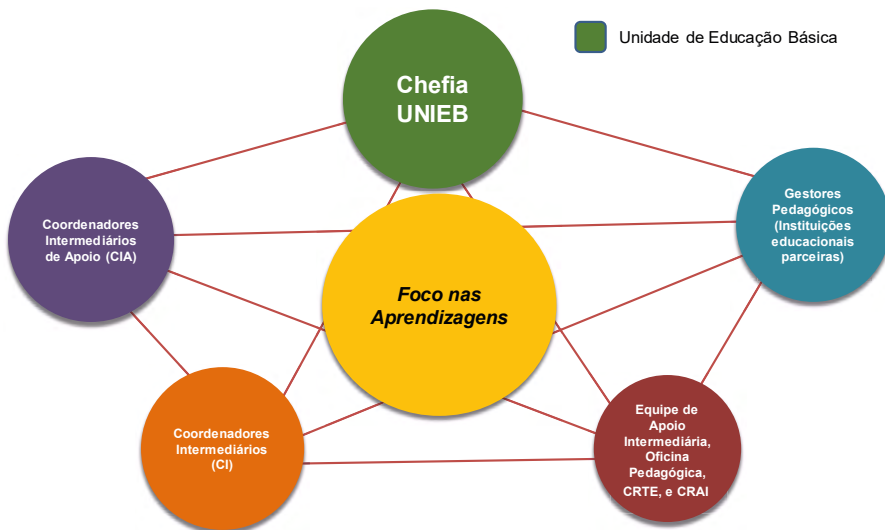 Unidade de Educação Básica
Chefia
UNIEB
Coordenadores
Intermediários
de Apoio (CIA)
Gestores
Pedagógicos
(Instituições
educacionais
parceiras)
Foco nas
Aprendizagens
Coordenadores
Intermediários
(CI)
Equipe de
Apoio
Intermediária,
Oficina
Pedagógica,
CRTE, e CRAI